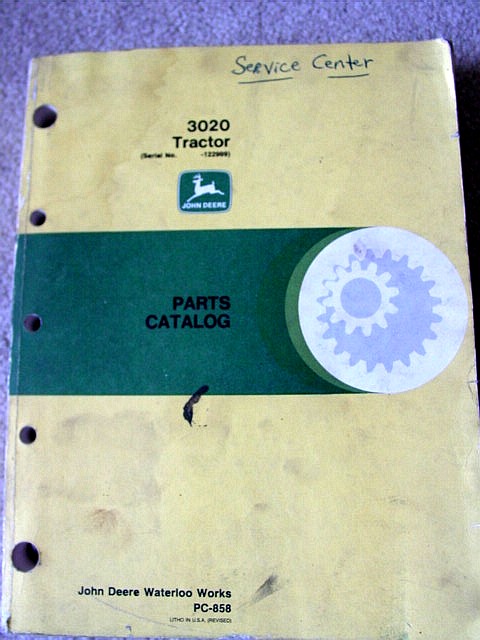 Service Center
3020
Tractor
(Serial No. -122999)
JOHN DEERE
PARTS
CATALOG
John Deere Waterloo Works
PC-858
LITHO IN U.S.A. (REVISED)